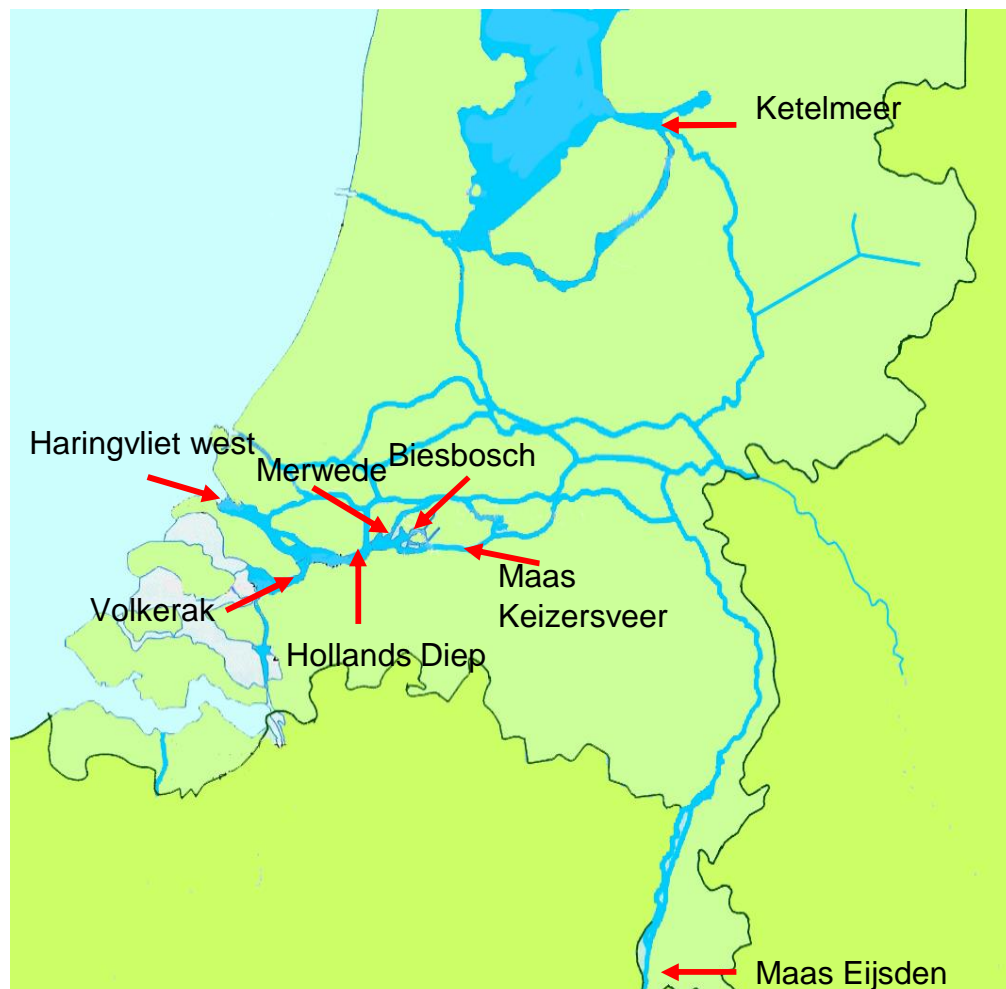 Ketelmeer
Haringvliet west
Biesbosch
Merwede
Maas
Keizersveer
Volkerak
Hollands Diep
Maas Eijsden